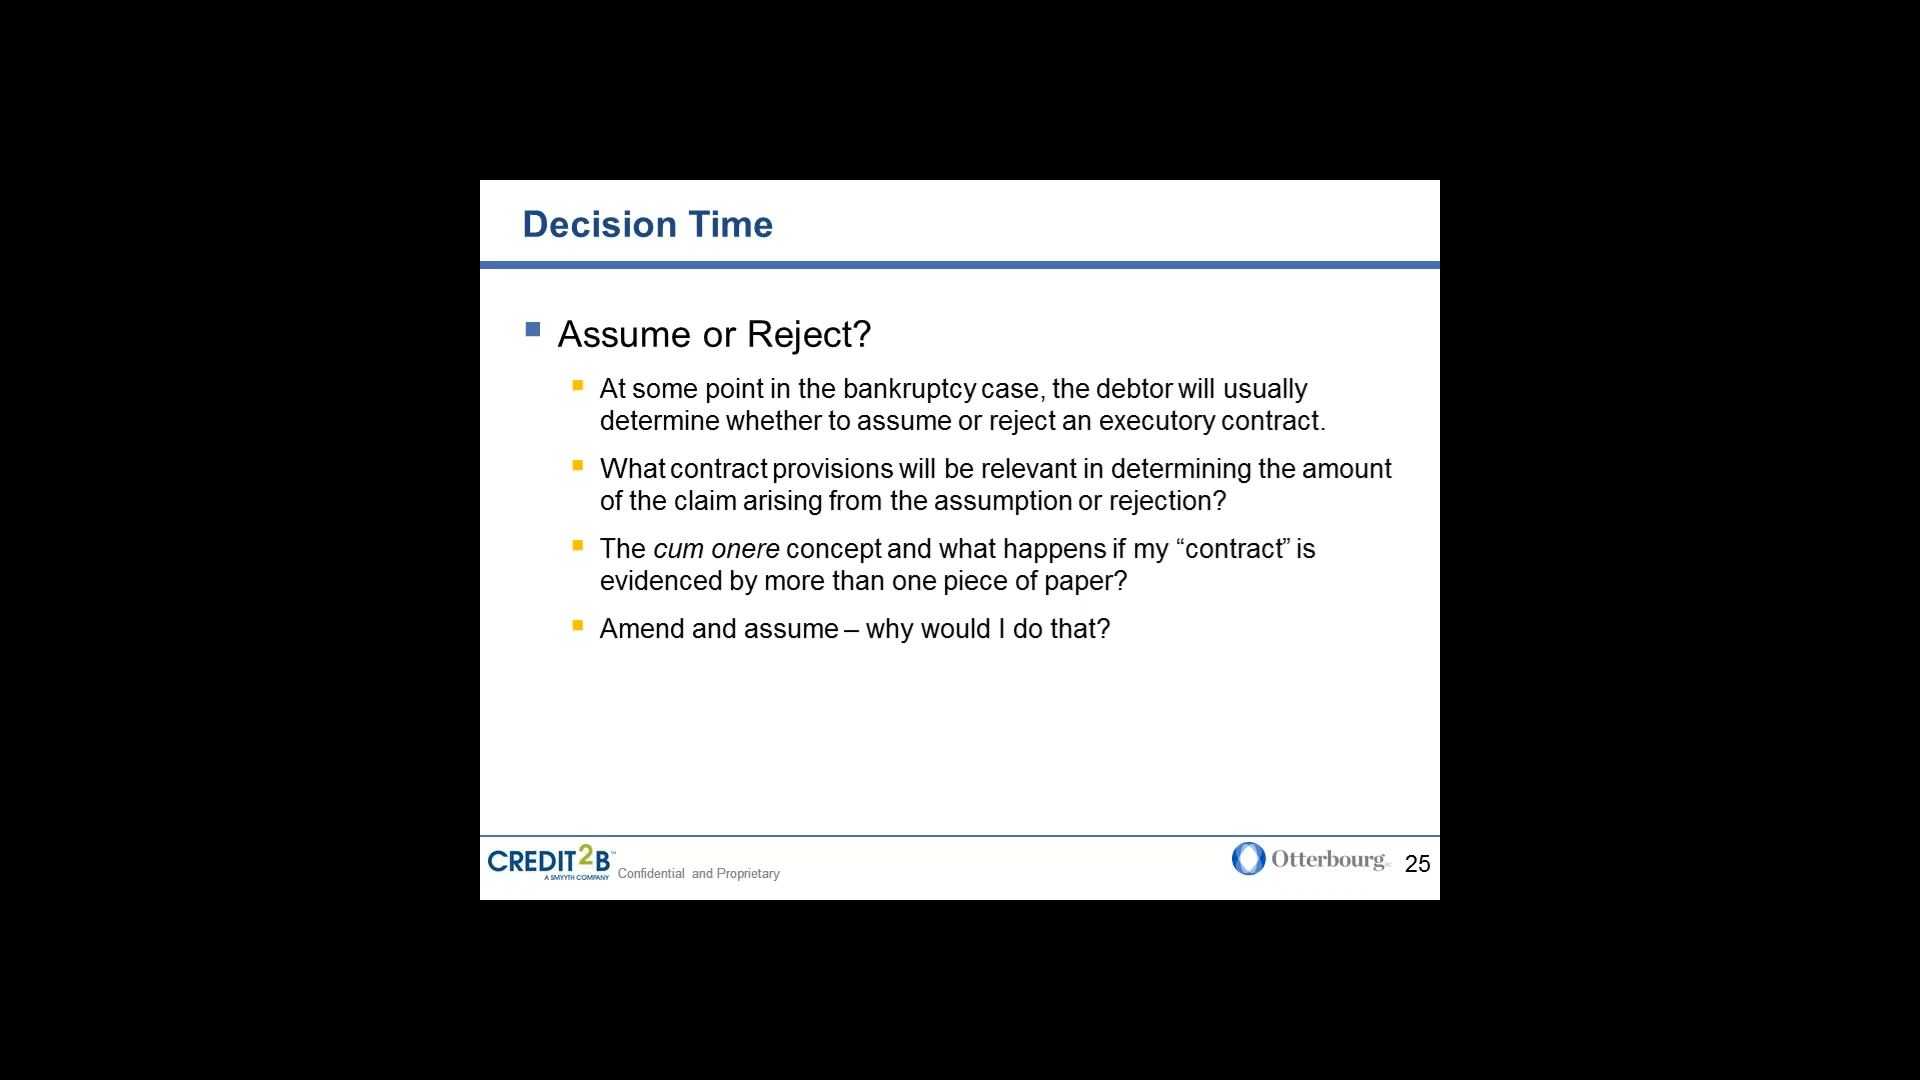 Decision Time
Assume or Reject?
At some point in the bankruptcy case, the debtor will usually
determine whether to assume or reject an executory contract.
What contract provisions will be relevant in determining the amount
of the claim arising from the assumption or rejection?
The cum onere concept and what happens if my “contract” is
evidenced by more than one piece of paper?
Amend and assume – why would I do that?
CREDIT2B™
A SMYYTH COMPANY
Confidential and Proprietary
Otterbourg
25